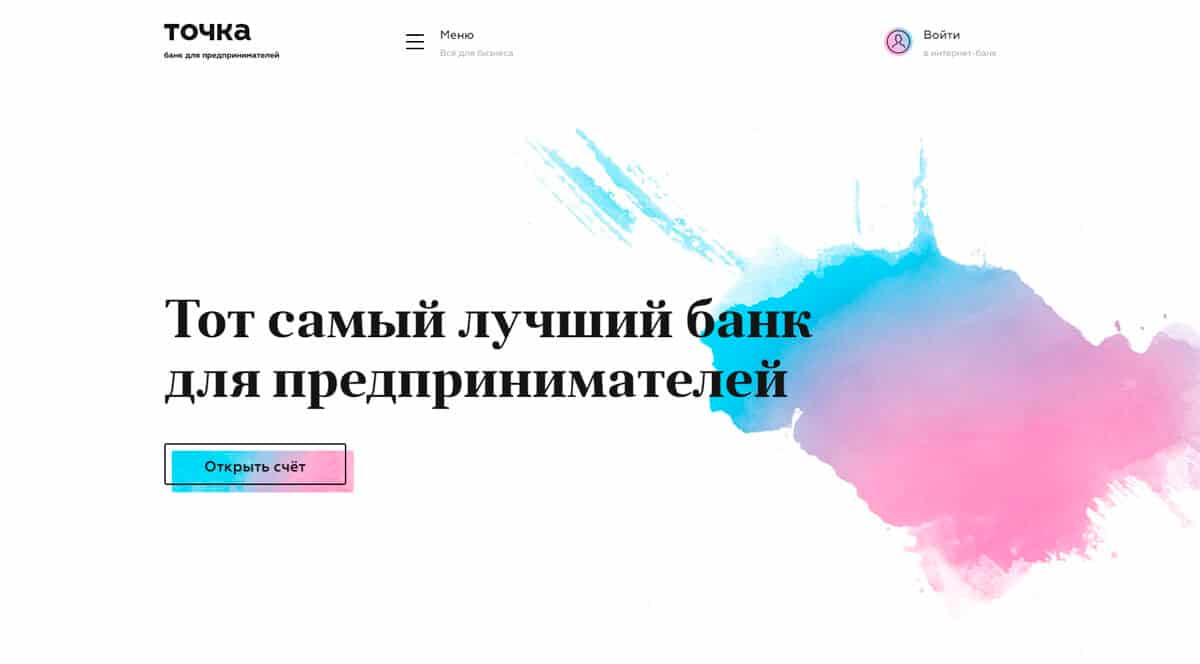 точка
банк для предпринимателей
Меню
Всё для бизнеса
Войти
в интернет-банк
Тот самый лучший банк
для предпринимателей
Открыть счёт